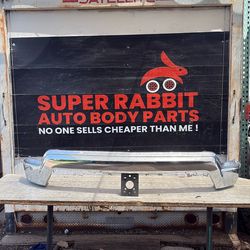 SUPER RABBIT
AUTO BODY PARTS
NO ONE SELLS CHEAPER THAN ME !